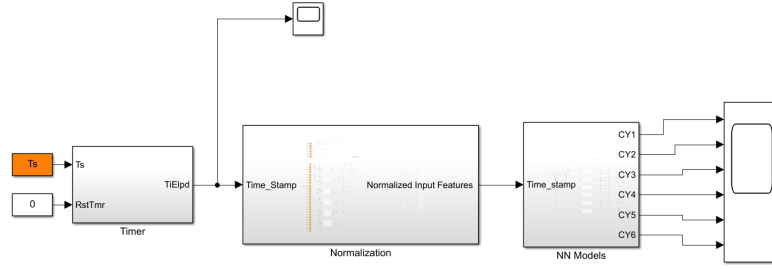 Ts
0
Ts
RstTmr
TiElpd
Timer
Time_Stamp
Normalized Input Features
Normalization
Time_stamp
CY1
CY2
CY3
CY4
CY5
CY6
NN Models